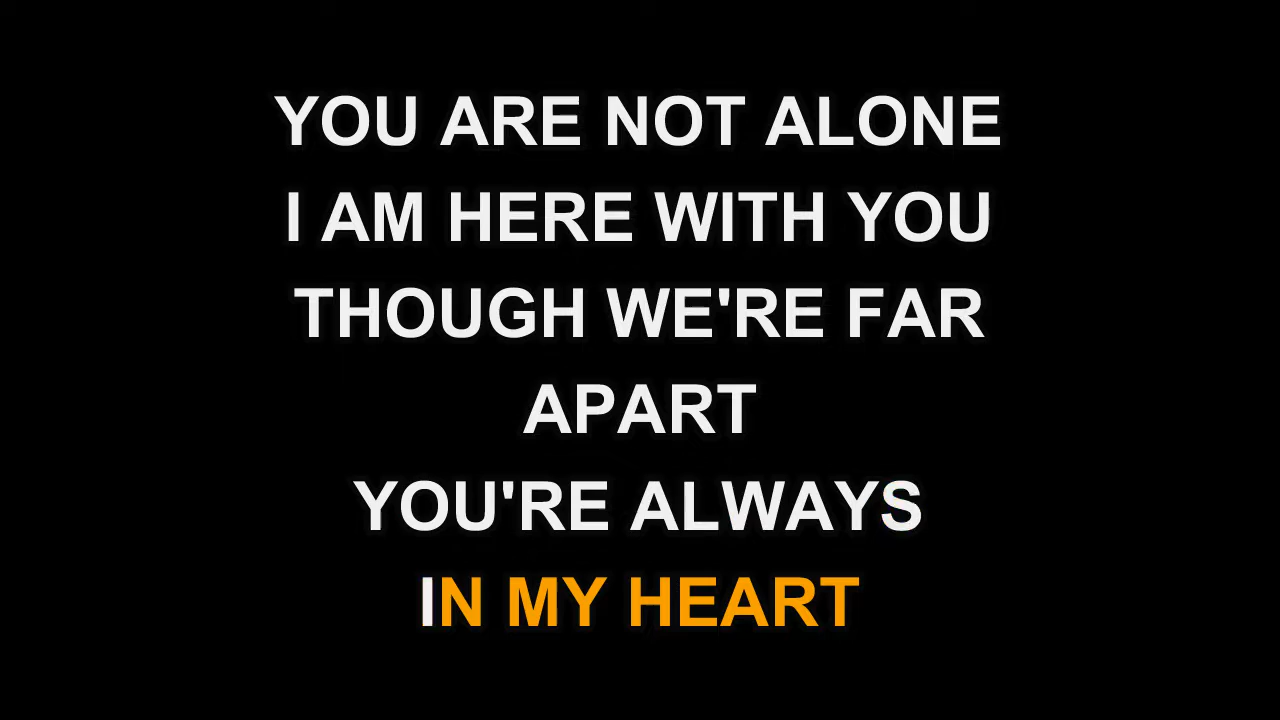 YOU ARE NOT ALONE
I AM HERE WITH YOU
THOUGH WE'RE FAR
APART
YOU'RE ALWAYS
IN MY HEART